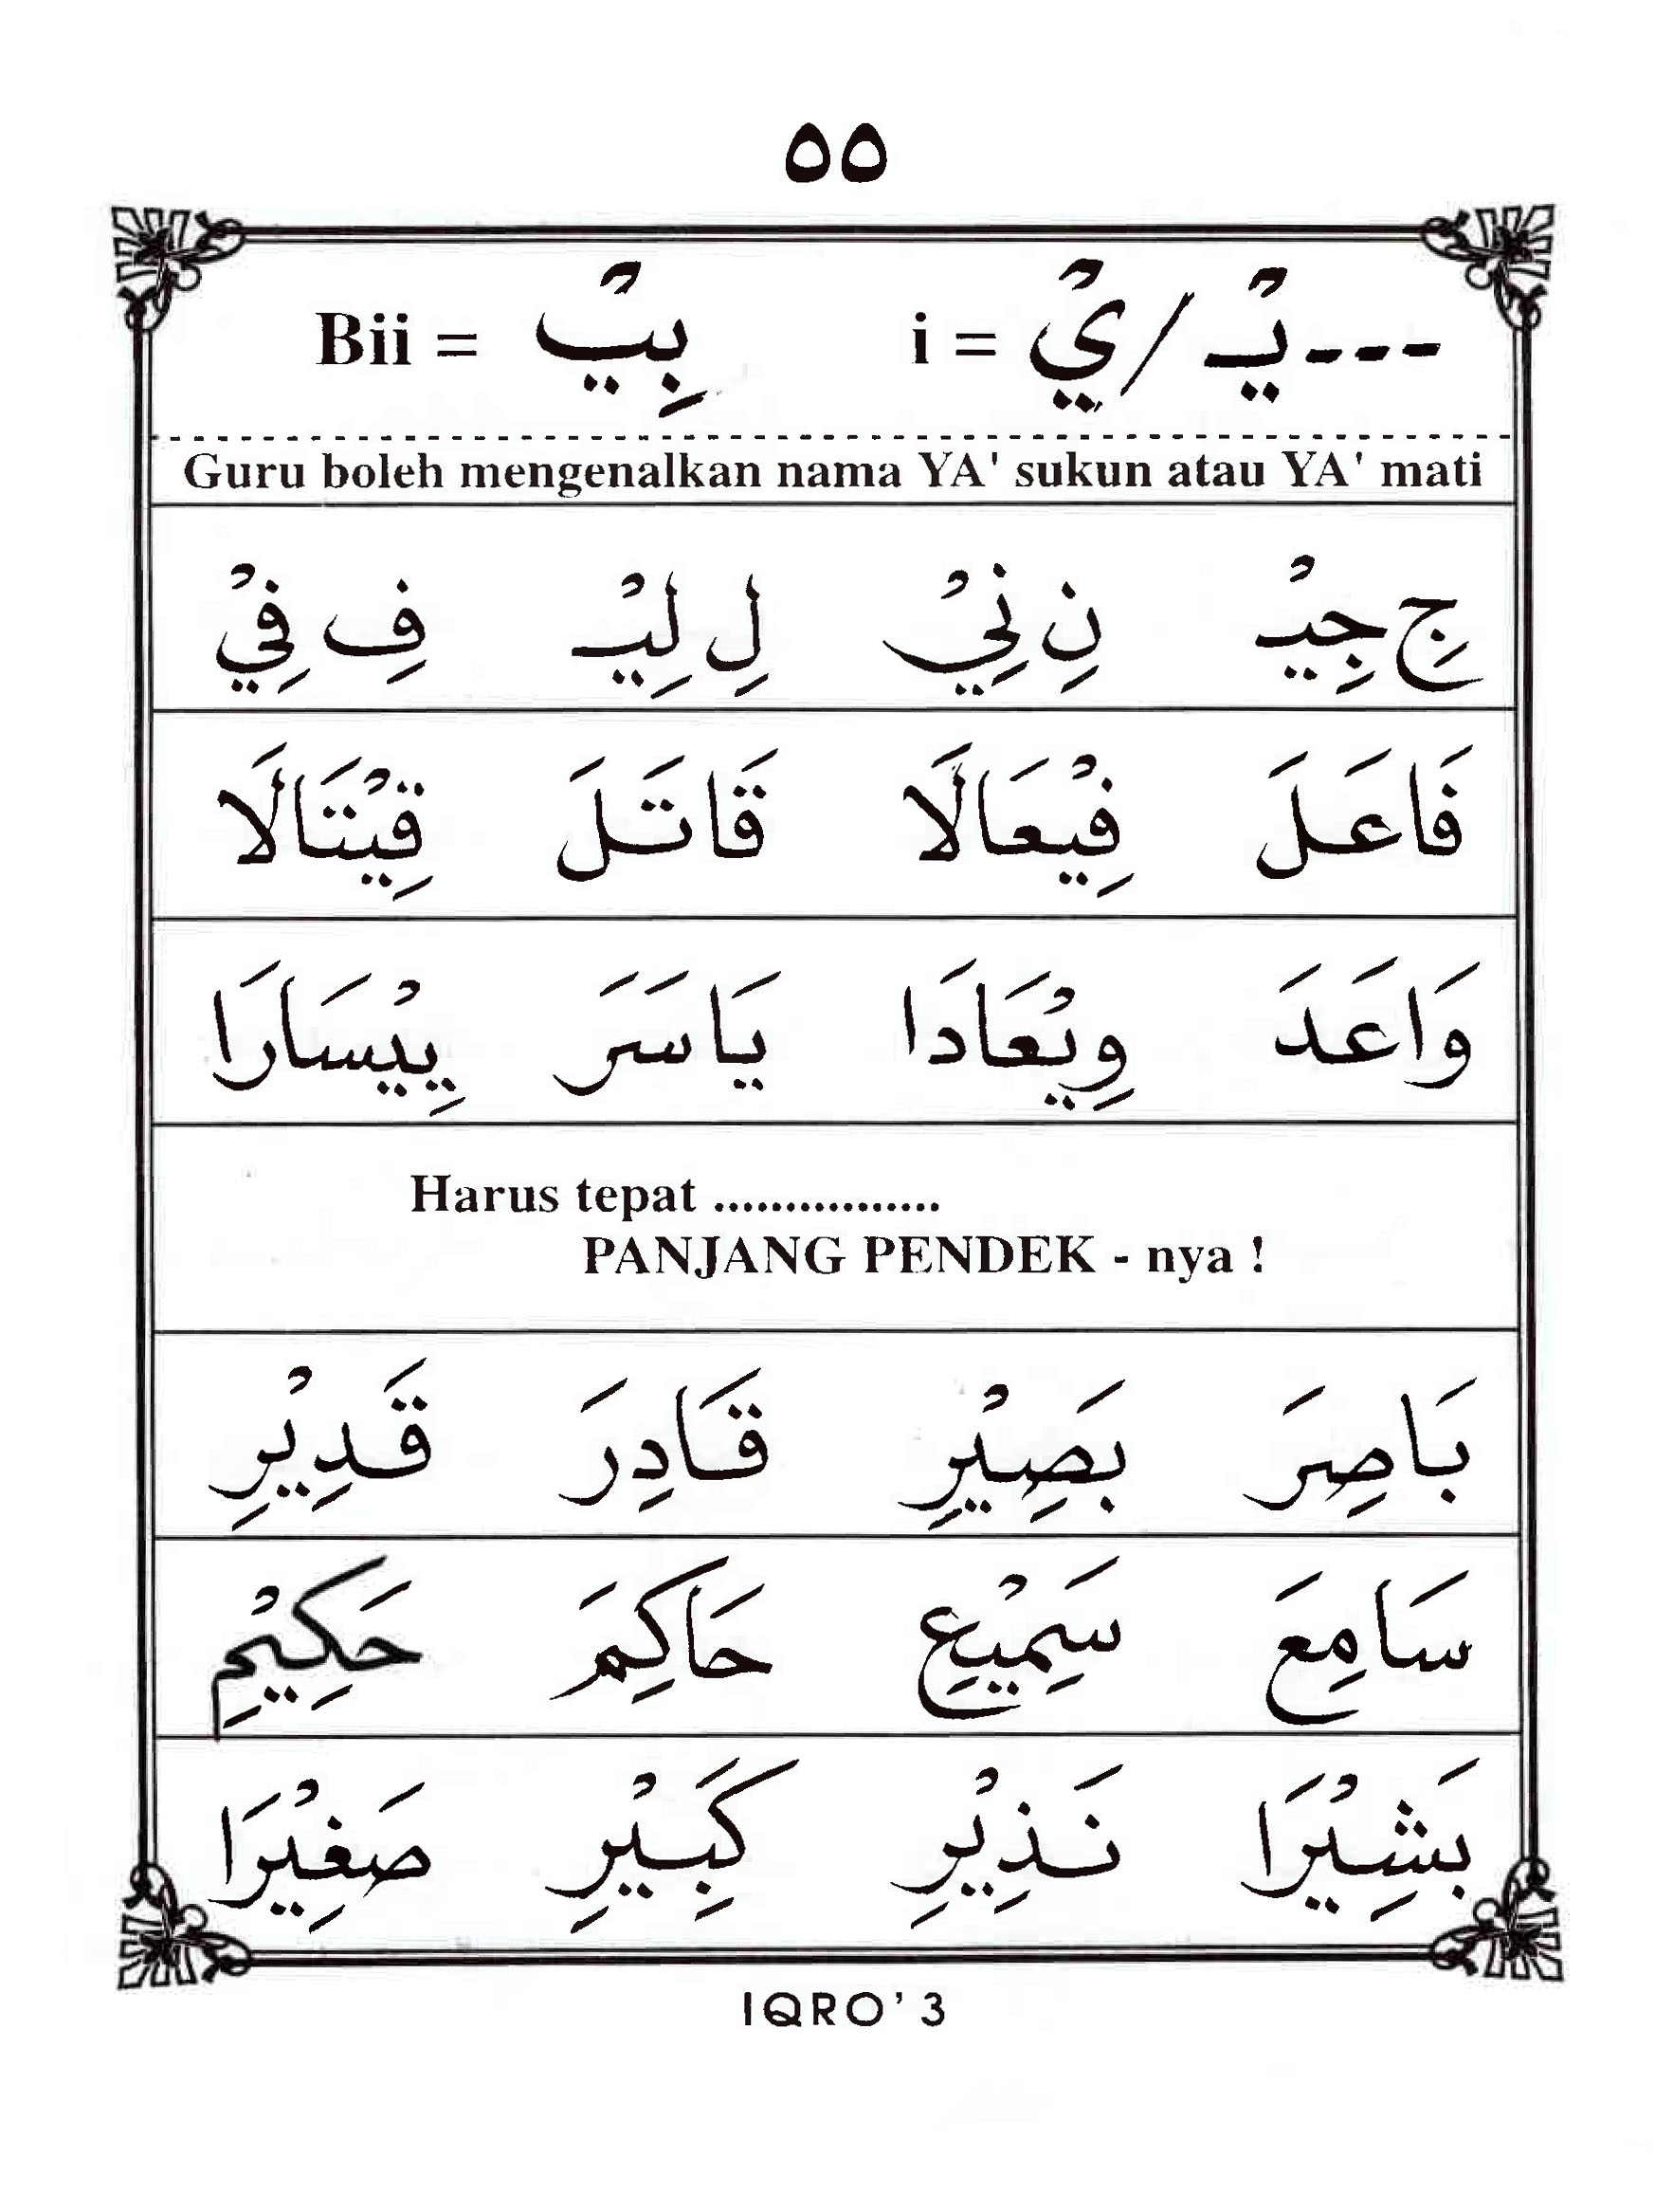 ٥٥
---يْـ / يْ = i    بِيْـ = Bii
Guru boleh mengenalkan nama YA' sukun atau YA' mati
جِ جِيْـ نِ نِيْ لِ لِيْـ فِ فِيْ
فَاعَلَ فِيْعَالَا قَاتَلَ قِيْتَالَا
وَاعَدَ وِيْعَادَا يَاسَرَ يِيْسَارَا
Harus tepat ................
PANJANG PENDEK - nya !
بَاصِرَ بَصِيْرِ قَادِرَ قَدِيْرِ
سَامِعَ سَمِيْعِ حَاكِمَ حَكِيْمِ
بَشِيْرَا نَذِيْرِ كَبِيْرِ صَغِيْرَا
IQRO' 3